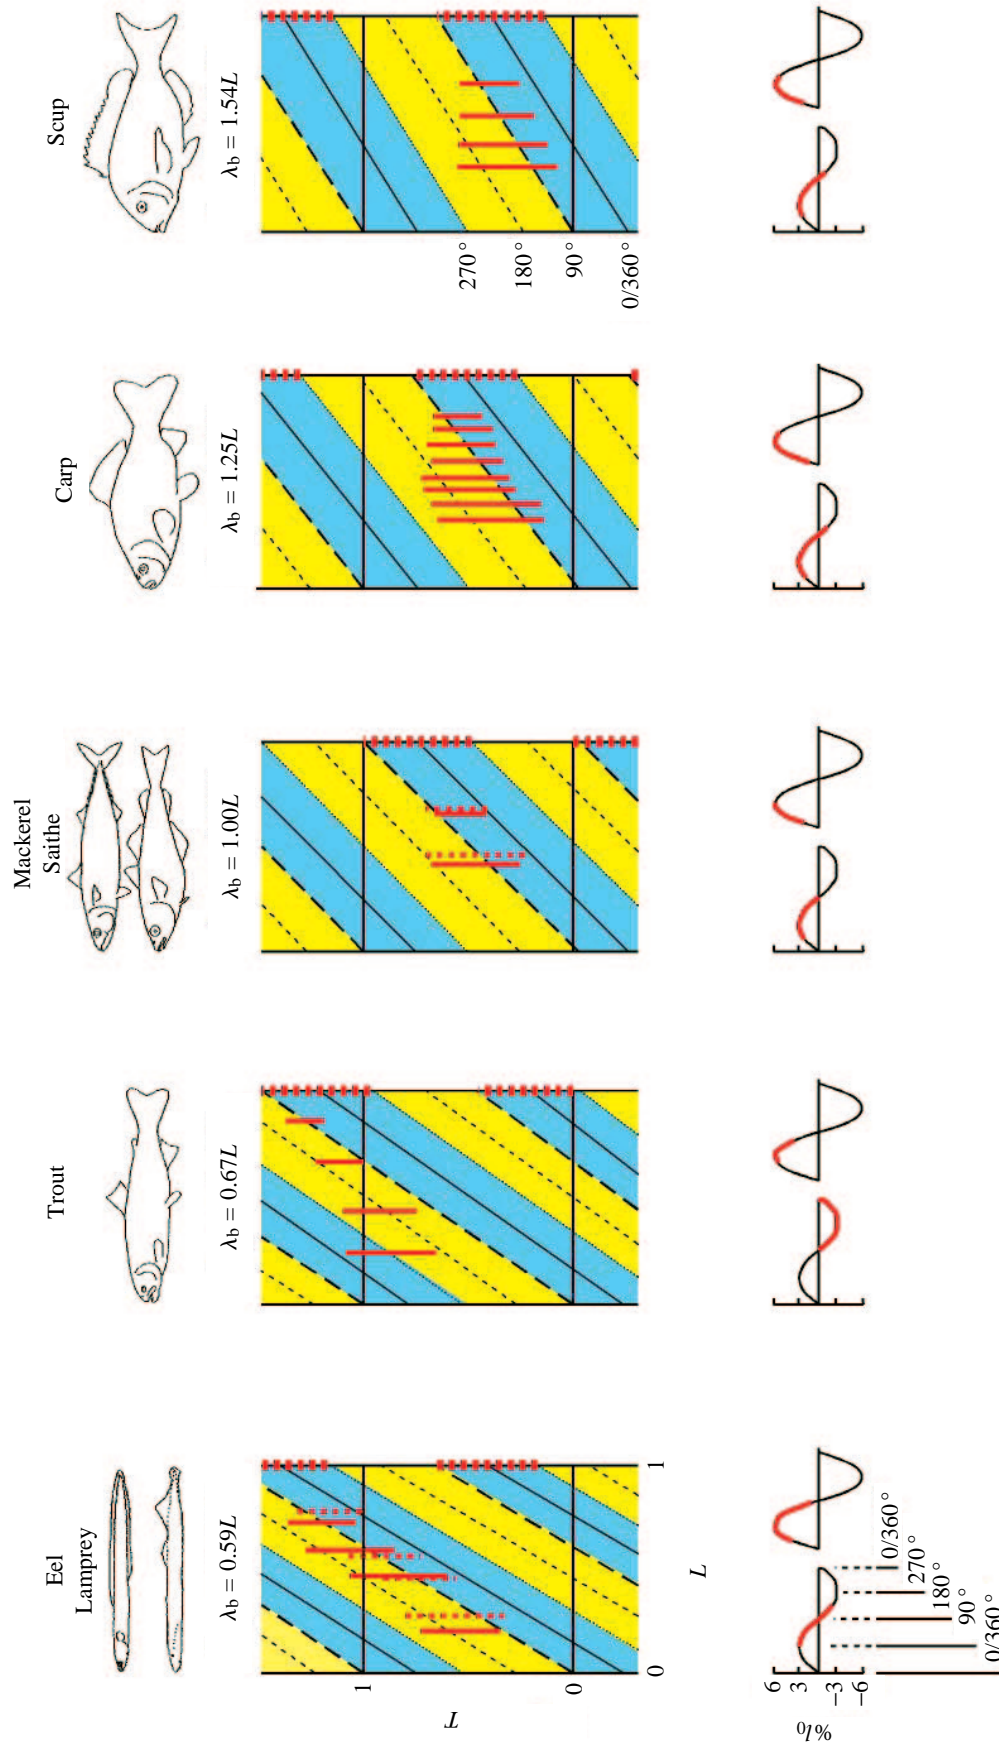 Eel
Lamprey
Trout
Mackerel
Saithe
Carp
Scup
λb = 0.59L
λb = 0.67L
λb = 1.00L
λb = 1.25L
λb = 1.54L
T
1
0
0
1
L
270°
180°
90°
0/360°
%l0
6
3
−3
−6
0/360°
90°
180°
270°
0/360°